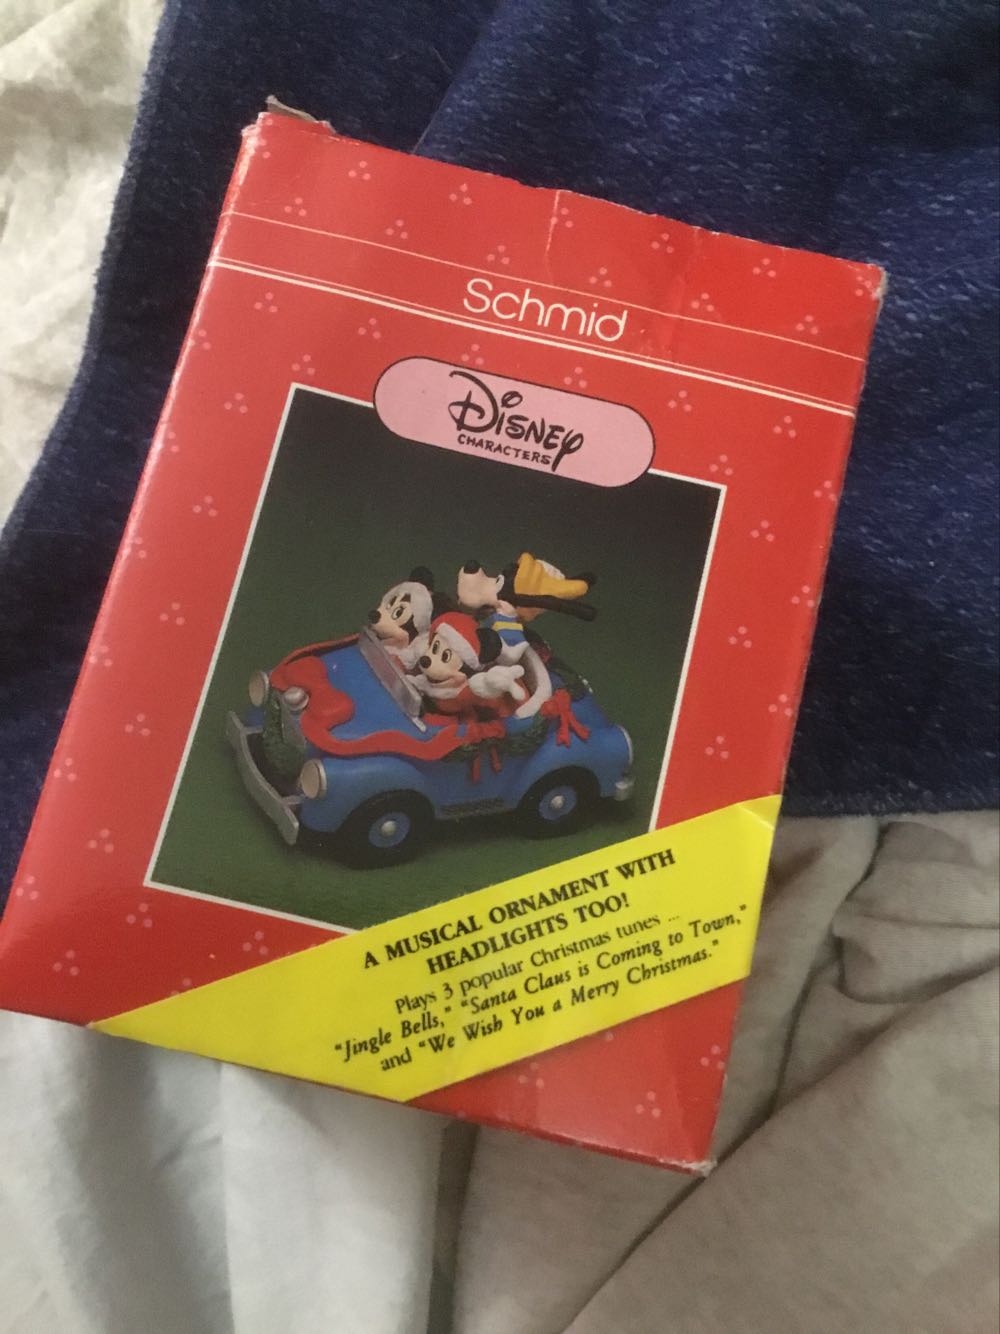 Schmid
Disney
CHARACTERS
A MUSICAL ORNAMENT WITH
HEADLIGHTS TOO!
Plays 3 popular Christmas tunes ...
"Jingle Bells," "Santa Claus is Coming to Town,"
and "We Wish You a Merry Christmas."